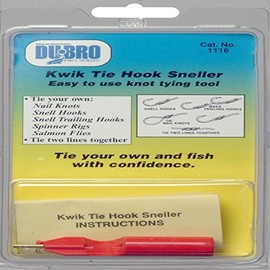 DU-BRO
Cat. No.
1116
Kwik Tie Hook Sneller
Easy to use knot tying tool
• Tie your own:
Nail Knots
Snell Hooks
Snell Trailing Hooks
Spinner Rigs
Salmon Flies
• Tie two lines together
SNELL HOOKS
TRAILING HOOKS
NAIL KNOTS
TIE TWO LINES TOGETHER
Tie your own and fish
with confidence.
Kwik Tie Hook Sneller
INSTRUCTIONS